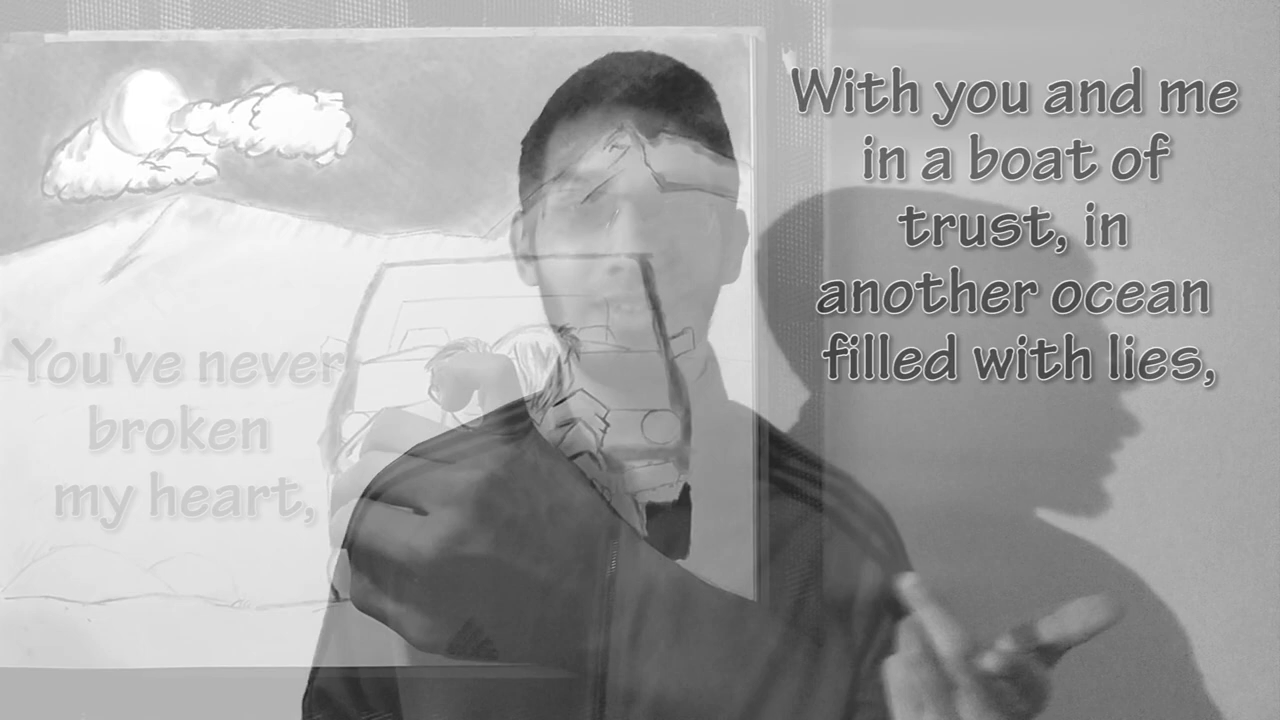 With you and me
in a boat of
trust, in
another ocean
filled with lies,
You've never
broken
my heart,